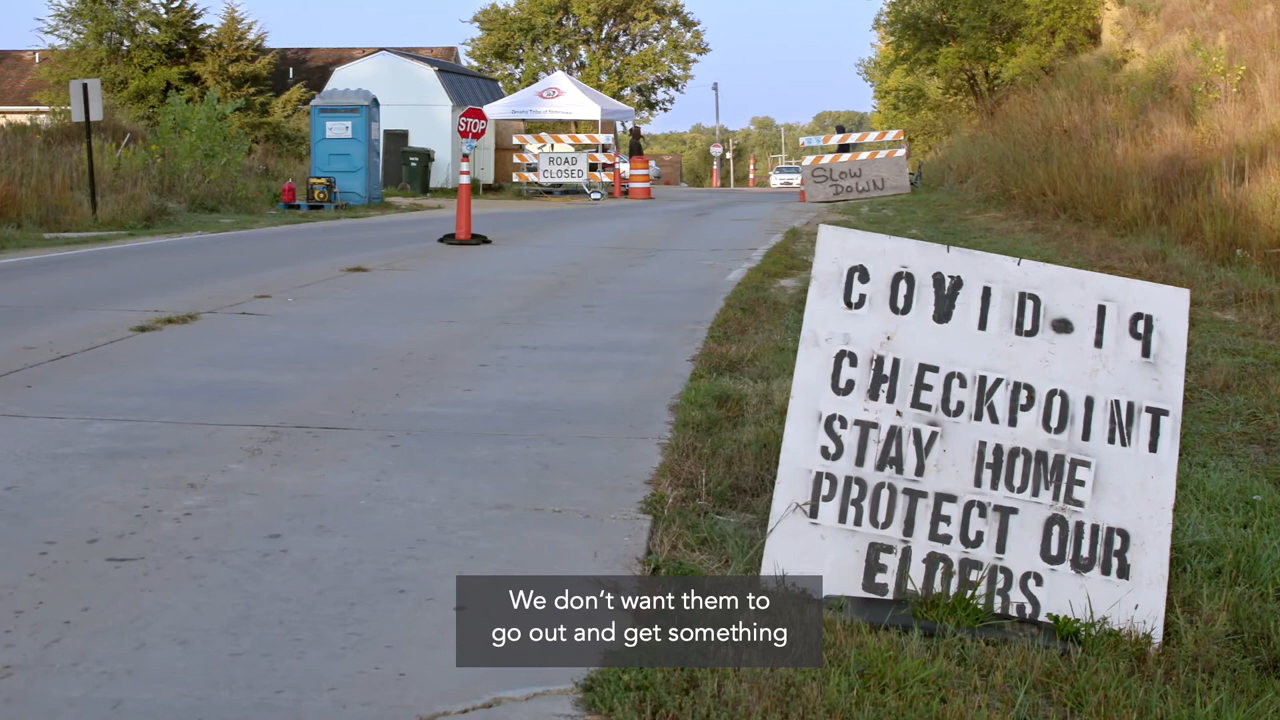 STOP
ROAD
CLOSED
SLOW
DOWN
COVID-19
CHECKPOINT
STAY HOME
PROTECT OUR
ELDERS
We don't want them to
go out and get something